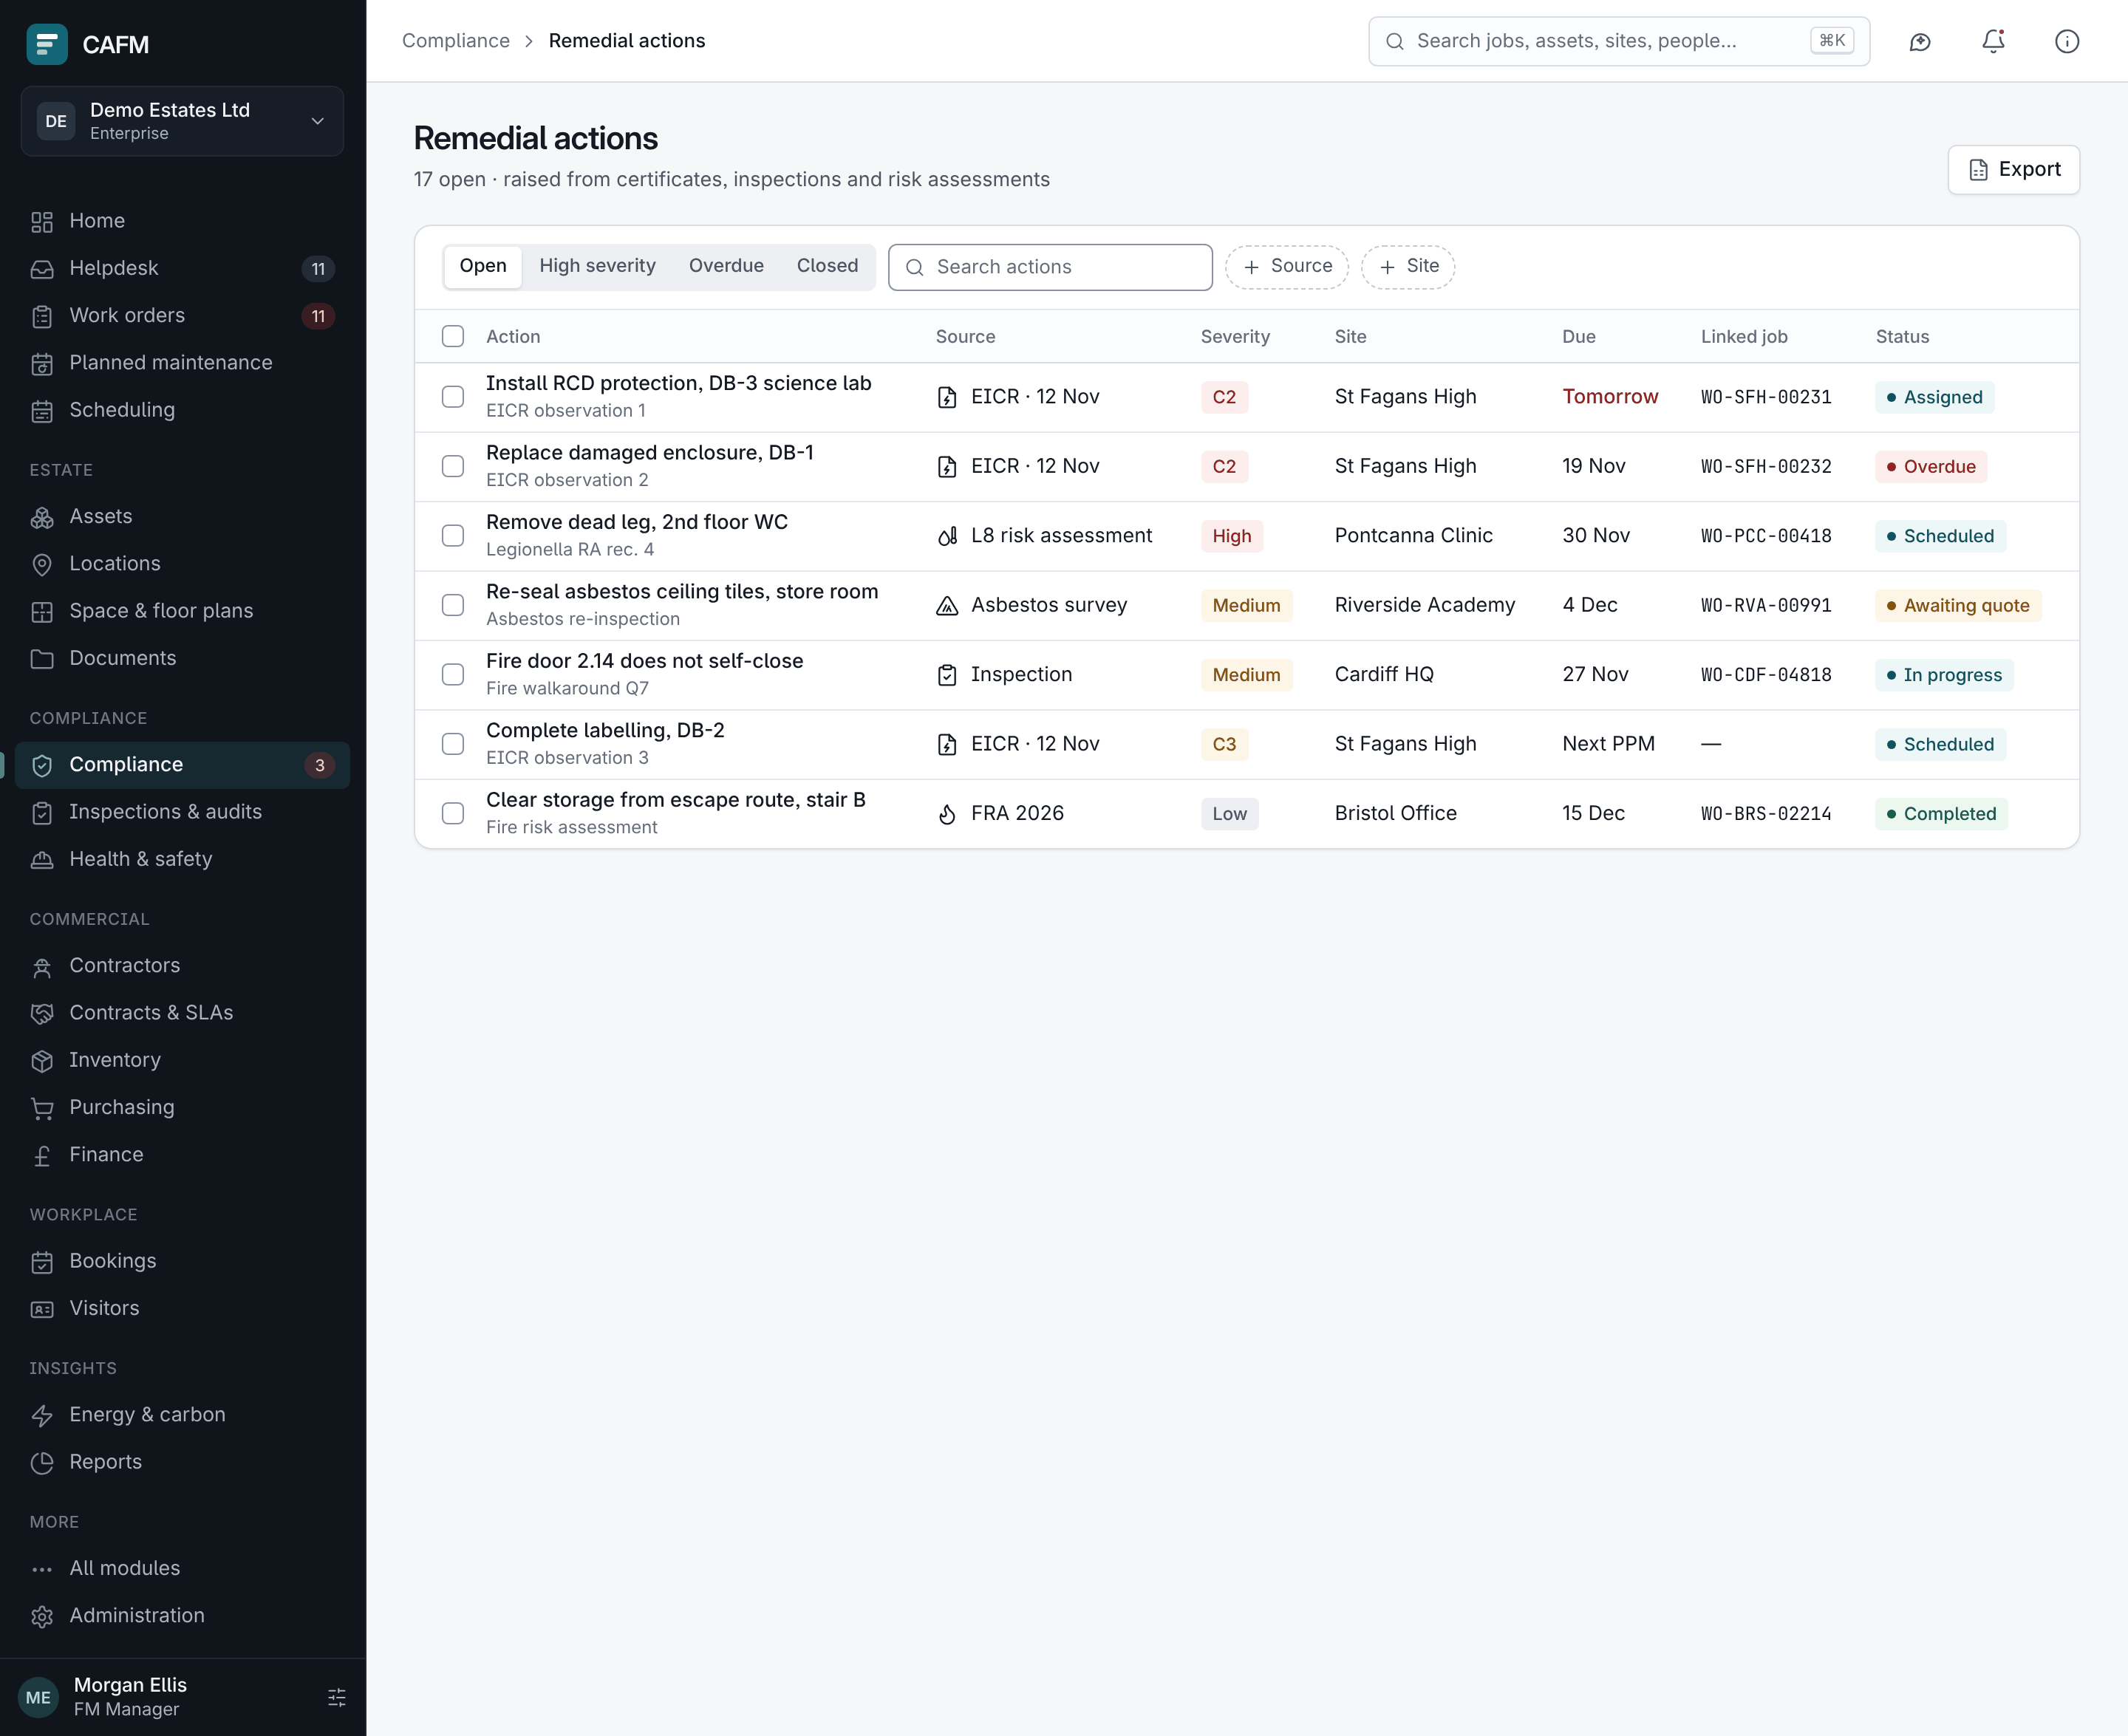 CAFM
DE
Demo Estates Ltd
Enterprise
Home
Helpdesk 11
Work orders 11
Planned maintenance
Scheduling
ESTATE
Assets
Locations
Space & floor plans
Documents
COMPLIANCE
Compliance 3
Inspections & audits
Health & safety
COMMERCIAL
Contractors
Contracts & SLAs
Inventory
Purchasing
Finance
WORKPLACE
Bookings
Visitors
INSIGHTS
Energy & carbon
Reports
MORE
All modules
Administration
ME
Morgan Ellis
FM Manager
Compliance > Remedial actions
Search jobs, assets, sites, people... ⌘K
Remedial actions
17 open · raised from certificates, inspections and risk assessments
Export
Open High severity Overdue Closed Search actions + Source + Site
Action Source Severity Site Due Linked job Status
Install RCD protection, DB-3 science lab
EICR observation 1
EICR · 12 Nov C2 St Fagans High Tomorrow WO-SFH-00231 Assigned
Replace damaged enclosure, DB-1
EICR observation 2
EICR · 12 Nov C2 St Fagans High 19 Nov WO-SFH-00232 Overdue
Remove dead leg, 2nd floor WC
Legionella RA rec. 4
L8 risk assessment High Pontcanna Clinic 30 Nov WO-PCC-00418 Scheduled
Re-seal asbestos ceiling tiles, store room
Asbestos re-inspection
Asbestos survey Medium Riverside Academy 4 Dec WO-RVA-00991 Awaiting quote
Fire door 2.14 does not self-close
Fire walkaround Q7
Inspection Medium Cardiff HQ 27 Nov WO-CDF-04818 In progress
Complete labelling, DB-2
EICR observation 3
EICR · 12 Nov C3 St Fagans High Next PPM — Scheduled
Clear storage from escape route, stair B
Fire risk assessment
FRA 2026 Low Bristol Office 15 Dec WO-BRS-02214 Completed